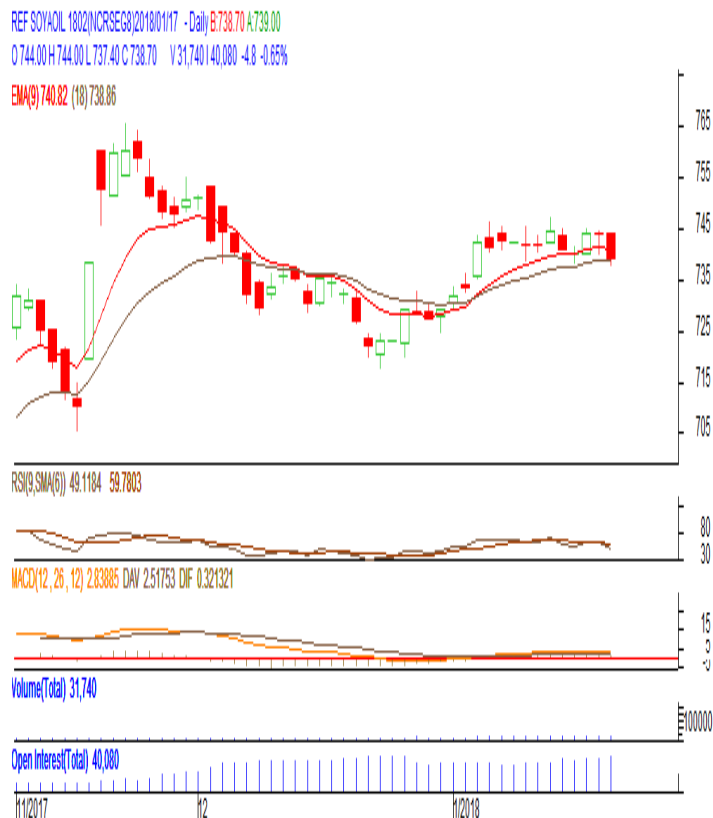 REF SOYAOIL 1802(NCRSEG8)2018/01/17 - Daily B:738.70 A:739.00
O 744.00 H 744.00 L 737.40 C 738.70 V 31,740 I 40,080 -4.8 -0.65%
EMA(9) 740.82 (18) 738.86
765
755
745
735
725
715
705
RSI(9,SMA(6)) 49.1184 59.7803
80
30
MACD(12, 26, 12) 2.83885 DAV 2.51753 DIF 0.321321
15
Volume(Total) 31,740
100000
Open Interest(Total) 40,080
11/2017 12 1/2018